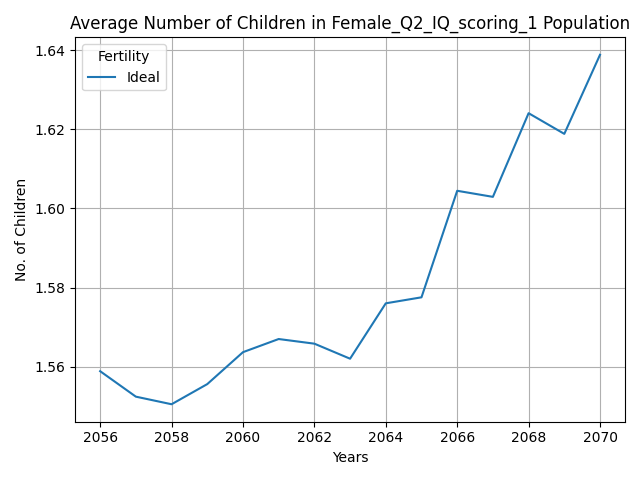 Average Number of Children in Female_Q2_IQ_scoring_1 Population
Fertility
Ideal
1.64
1.62
1.60
1.58
1.56
No. of Children
2056 2058 2060 2062 2064 2066 2068 2070
Years